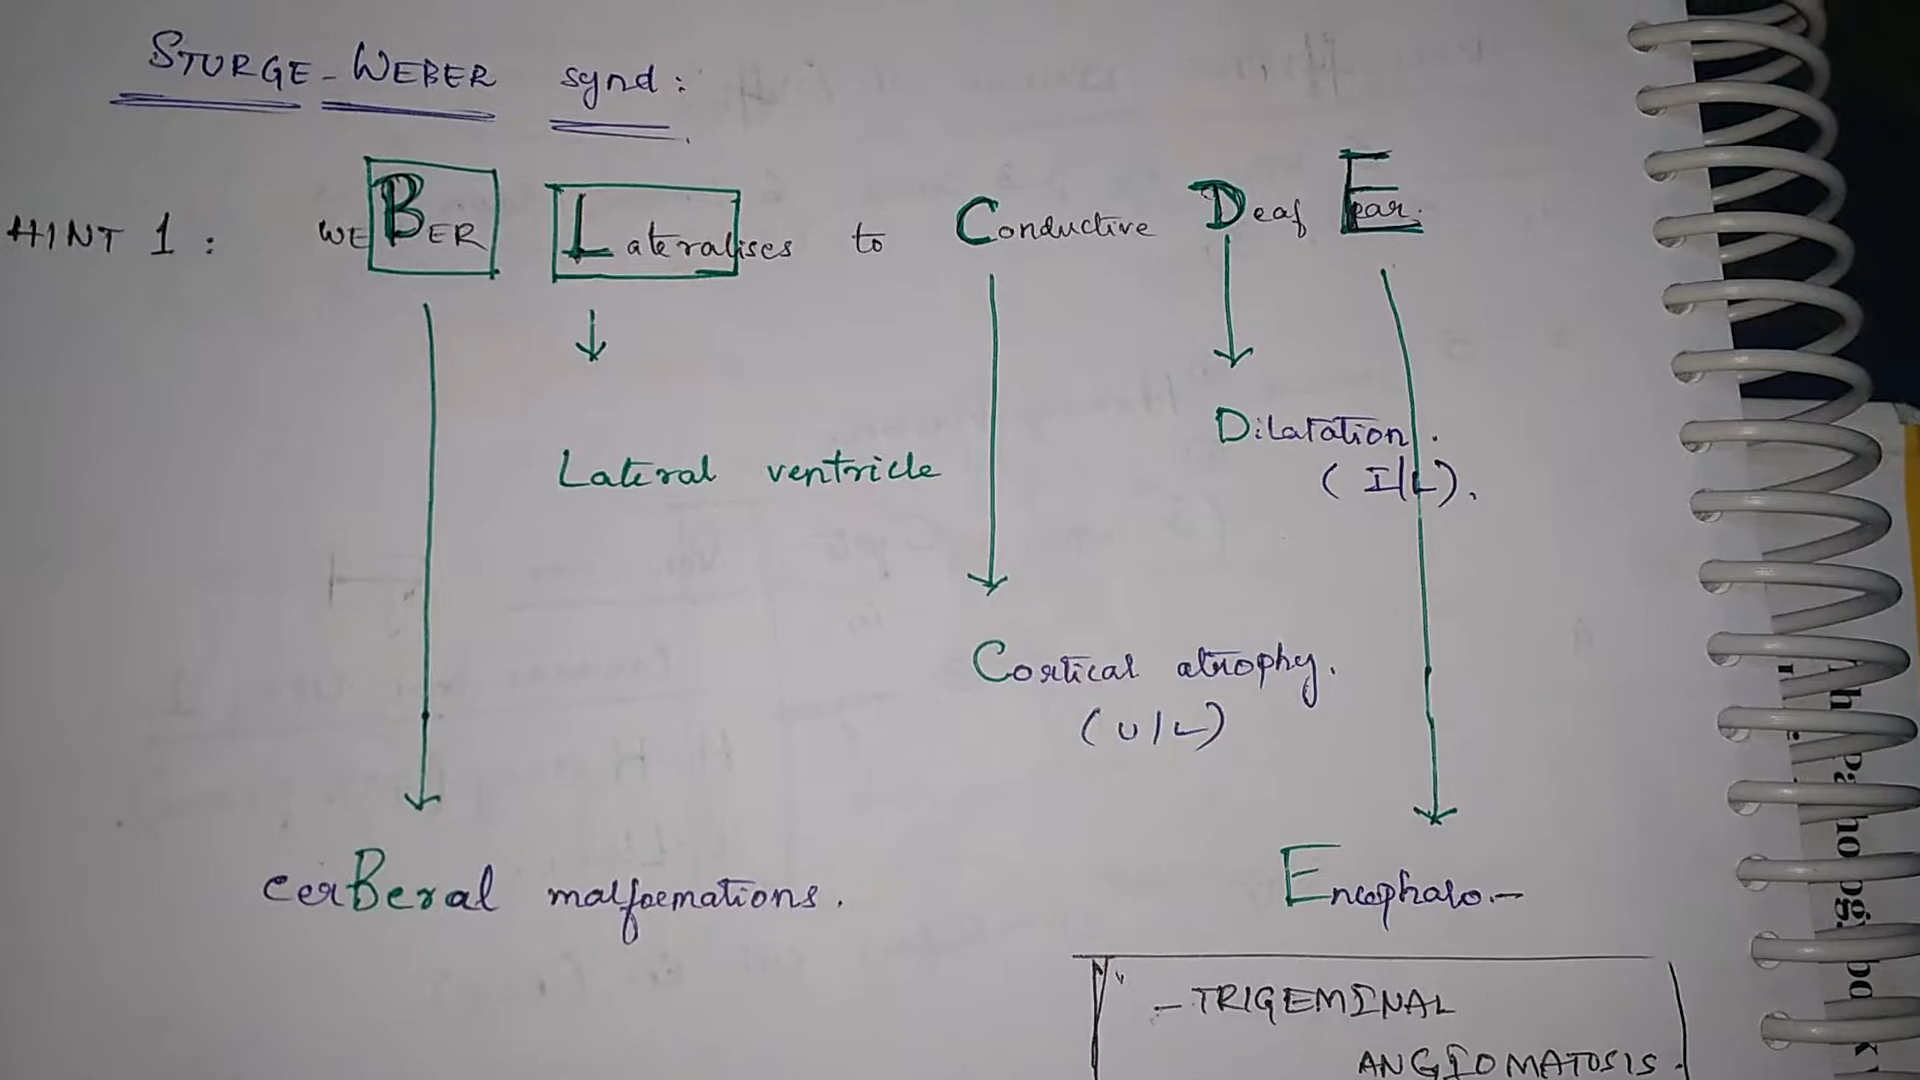 STURGE-WEBER synd:
HINT 1 : WEBER Lateralises to Conductive Deaf Ear.
Dilatation.
(I/L).
Lateral ventricle
Cortical atrophy.
(U/L)
cerBeral malformations.
Encephalo-
- TRIGEMINAL
ANGIOMATOSIS.